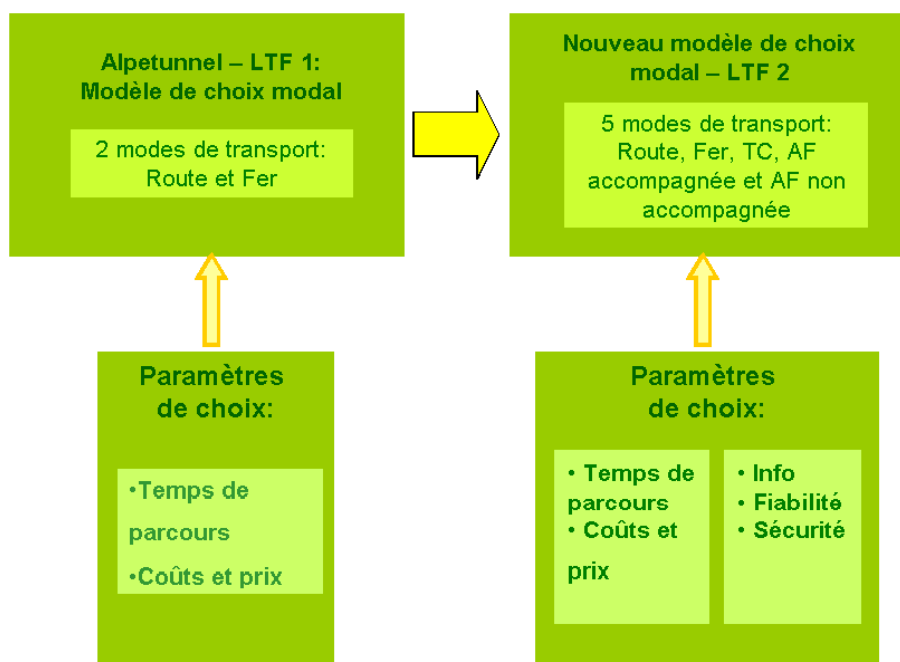 Alpetunnel – LTF 1:
Modèle de choix modal
2 modes de transport:
Route et Fer
Nouveau modèle de choix
modal – LTF 2
5 modes de transport:
Route, Fer, TC, AF
accompagnée et AF non
accompagnée
Paramètres
de choix:
•Temps de
parcours
•Coûts et prix
Paramètres
de choix:
• Temps de
parcours
• Coûts et
prix
• Info
• Fiabilité
• Sécurité